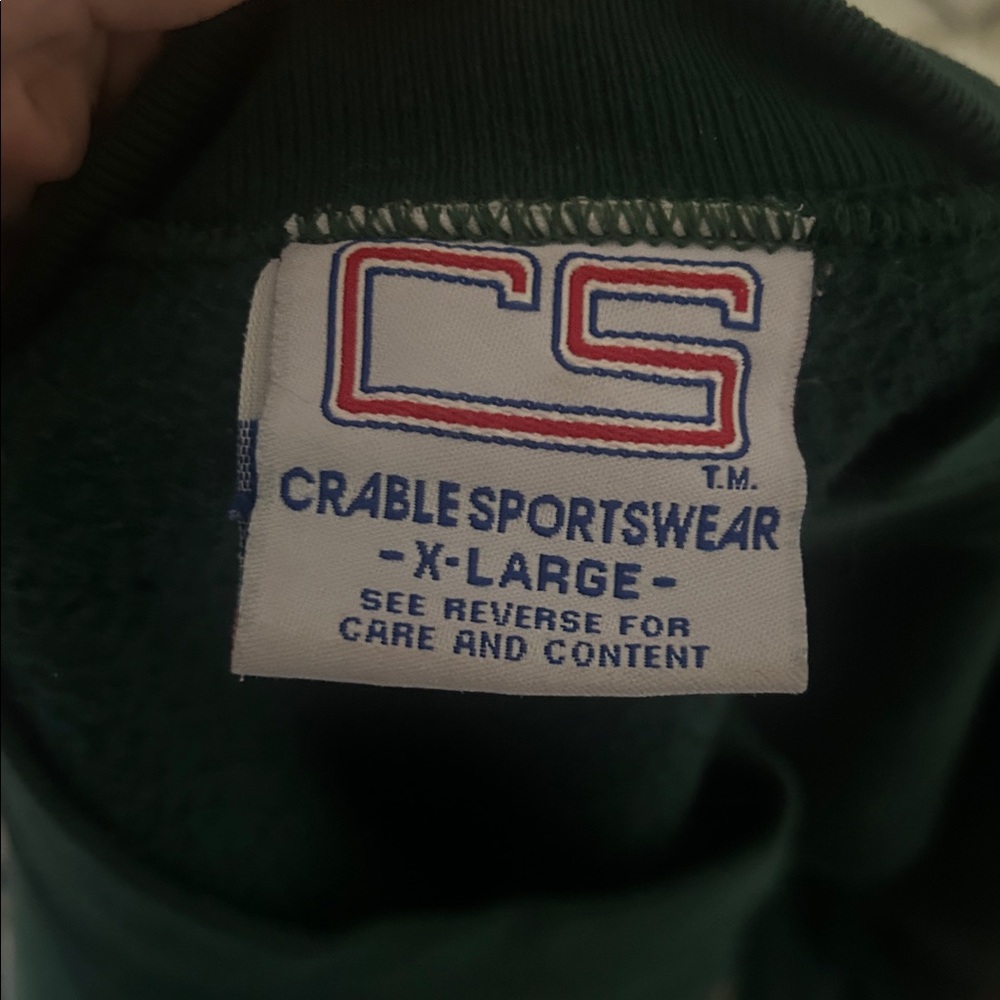 CS
T.M.
CRABLE SPORTSWEAR
- X-LARGE -
SEE REVERSE FOR
CARE AND CONTENT